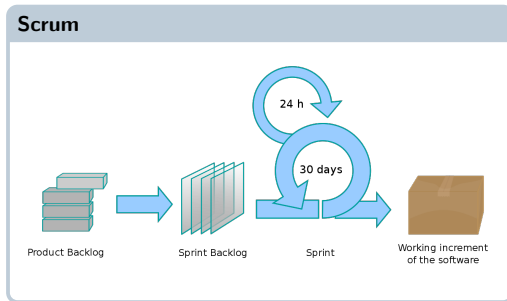 Scrum
24 h
30 days
Product Backlog
Sprint Backlog
Sprint
Working increment
of the software